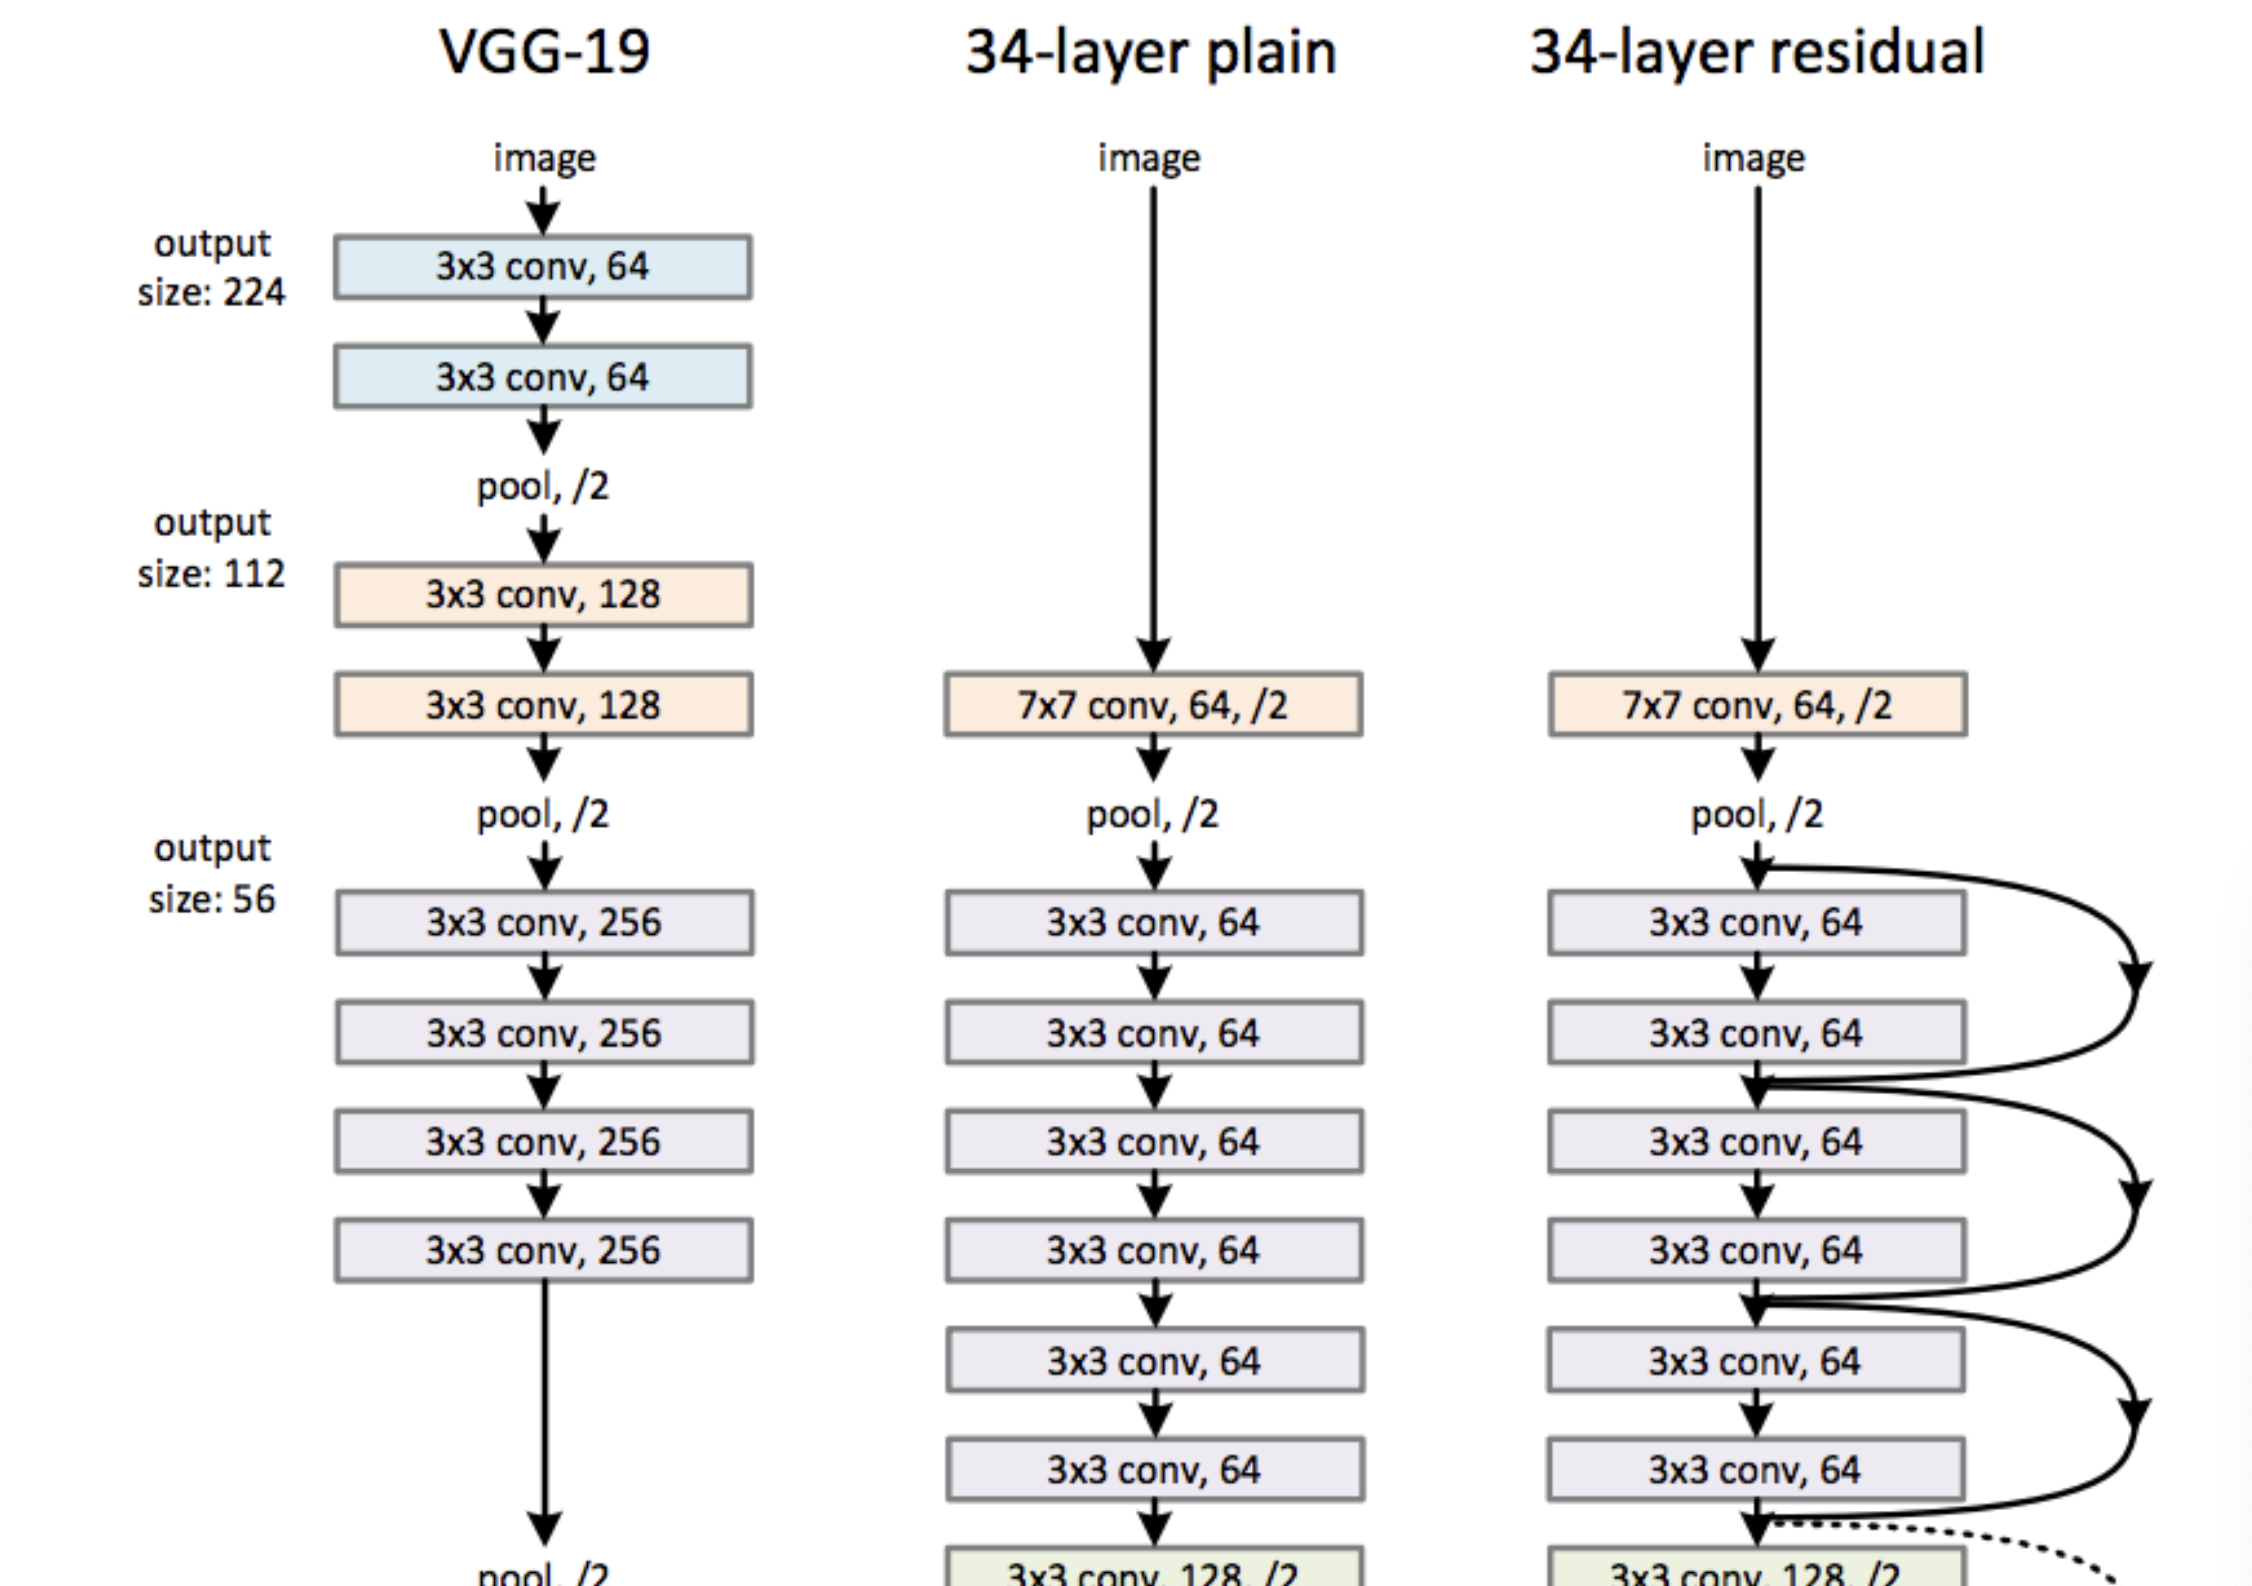 VGG-19
image
output
size: 224
3x3 conv, 64
3x3 conv, 64
pool, /2
output
size: 112
3x3 conv, 128
3x3 conv, 128
pool, /2
output
size: 56
3x3 conv, 256
3x3 conv, 256
3x3 conv, 256
3x3 conv, 256
pool, /2
34-layer plain
image
7x7 conv, 64, /2
pool, /2
3x3 conv, 64
3x3 conv, 64
3x3 conv, 64
3x3 conv, 64
3x3 conv, 64
3x3 conv, 64
3x3 conv, 128, /2
34-layer residual
image
7x7 conv, 64, /2
pool, /2
3x3 conv, 64
3x3 conv, 64
3x3 conv, 64
3x3 conv, 64
3x3 conv, 64
3x3 conv, 64
3x3 conv, 128, /2